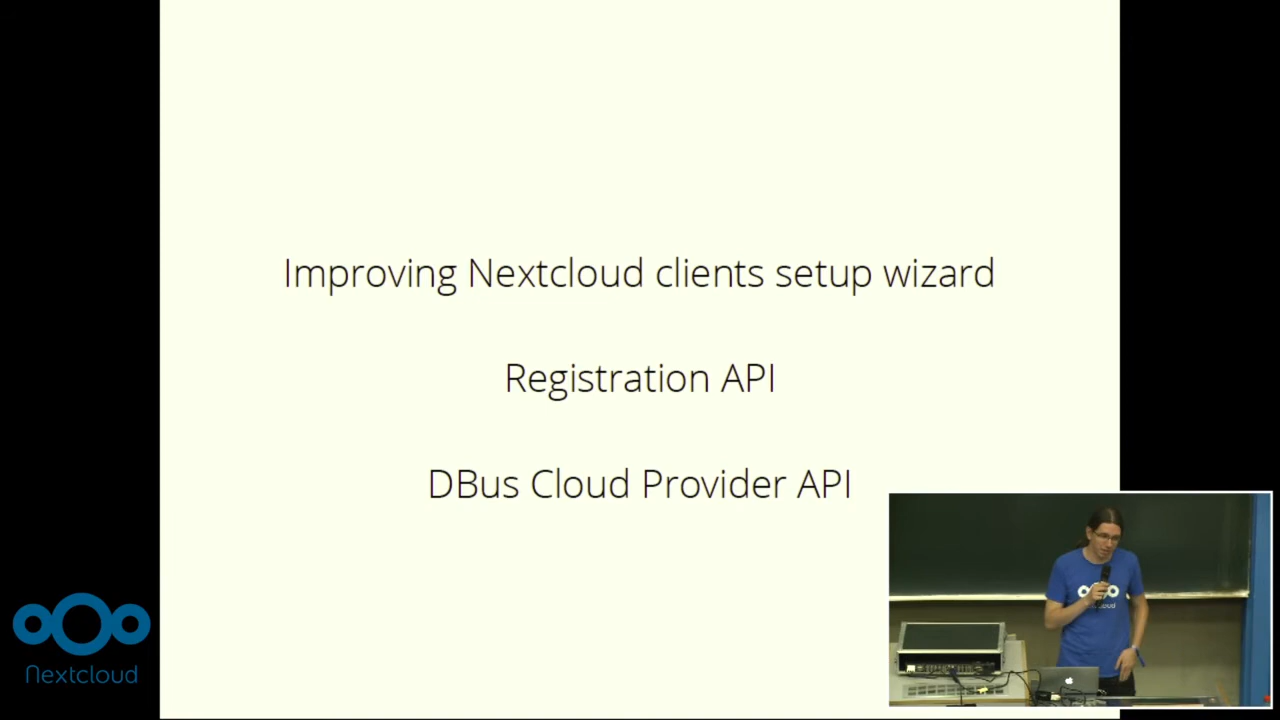 Improving Nextcloud clients setup wizard
Registration API
DBus Cloud Provider API
Nextcloud